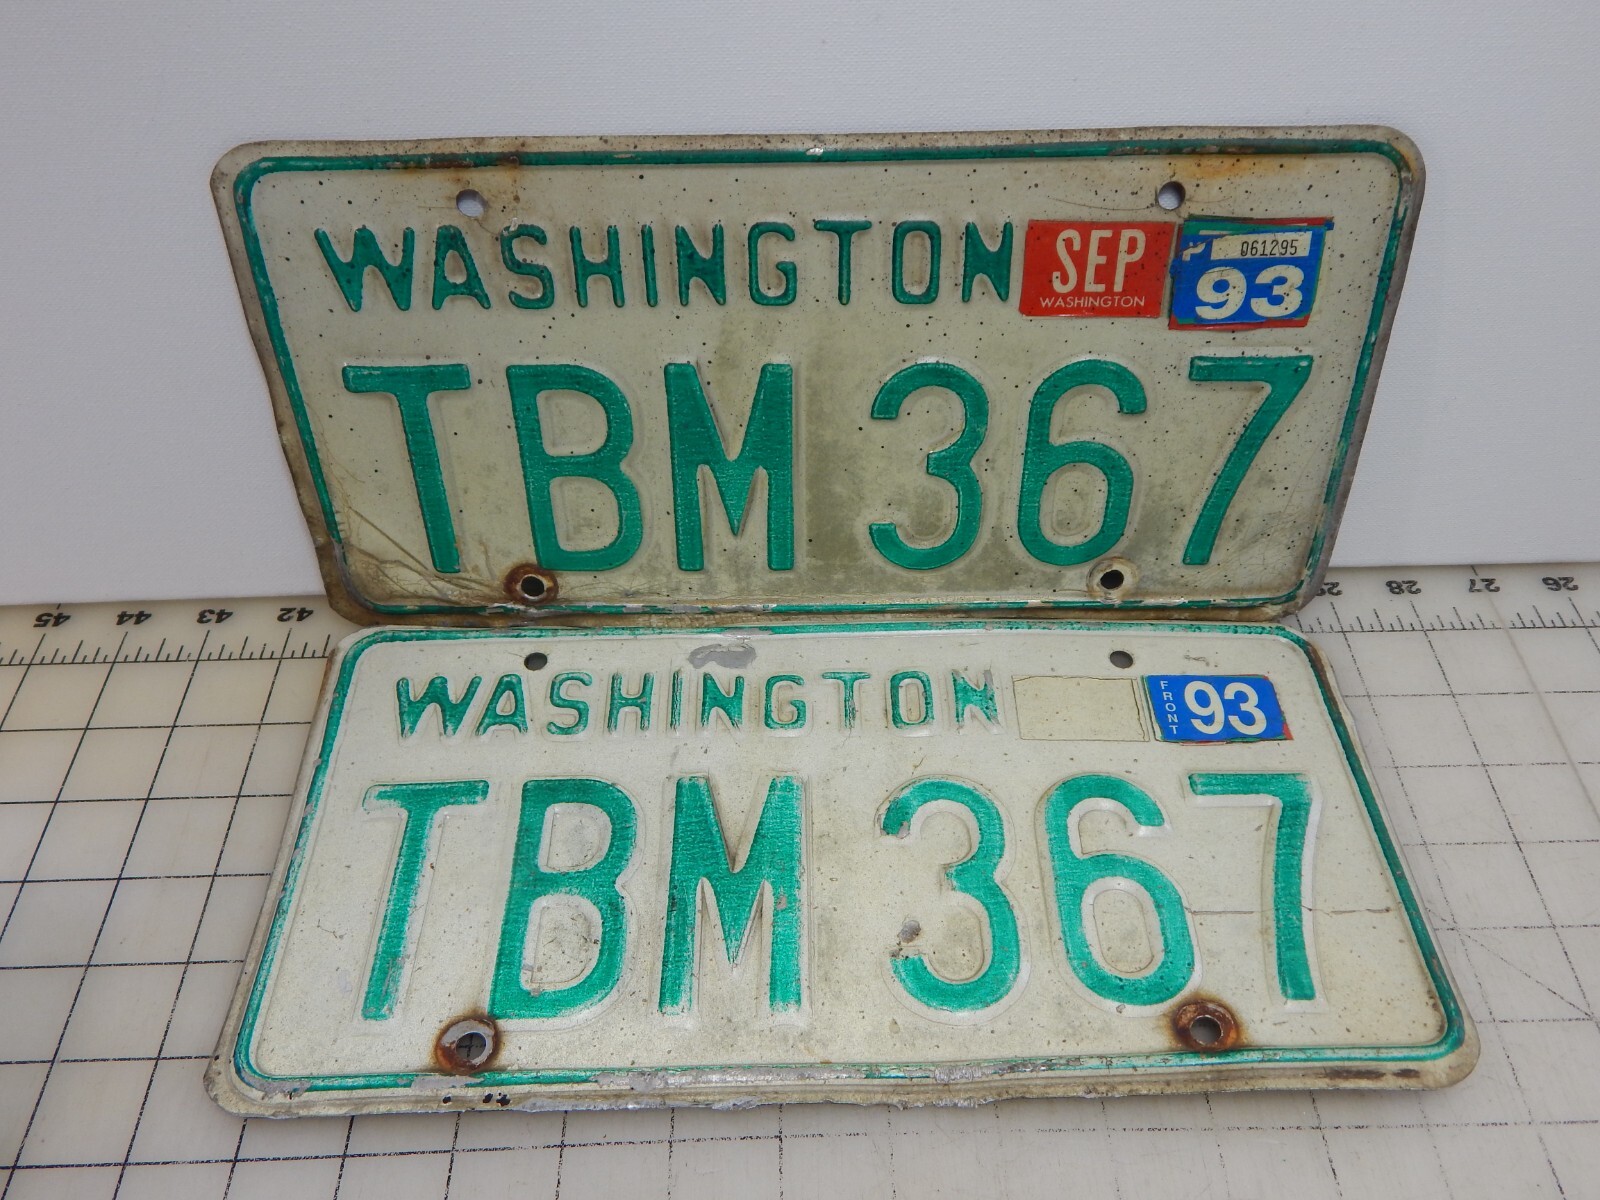 WASHINGTON SEP WASHINGTON P 061295 93
TBM 367
45 44 43 42 29 28 27 26
WASHINGTON FRONT 93
TBM 367